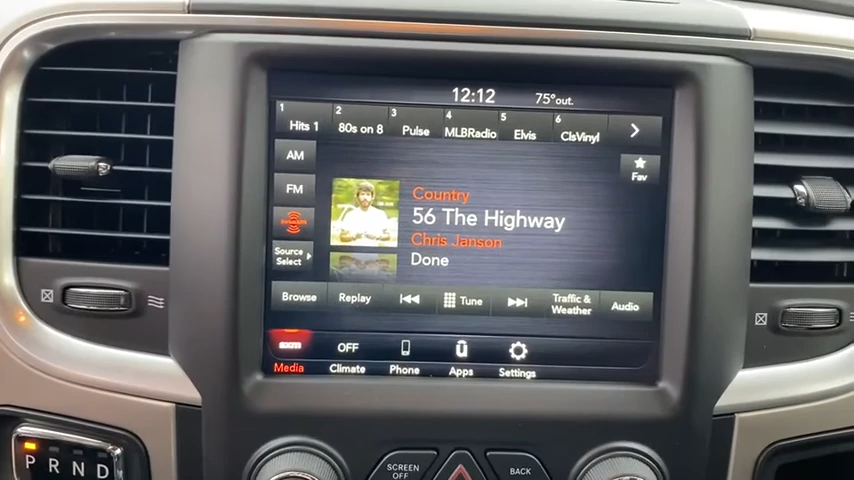 12:12 75°out.
1 Hits 1
2 80s on 8
3 Pulse
4 MLBRadio
5 Elvis
6 ClsVinyl
AM
FM
Fav
Country
56 The Highway
Chris Janson
Done
Source
Select
Browse
Replay
Tune
Traffic &
Weather
Audio
OFF
Media
Climate
Phone
Apps
Settings
P R N D
SCREEN
OFF
BACK